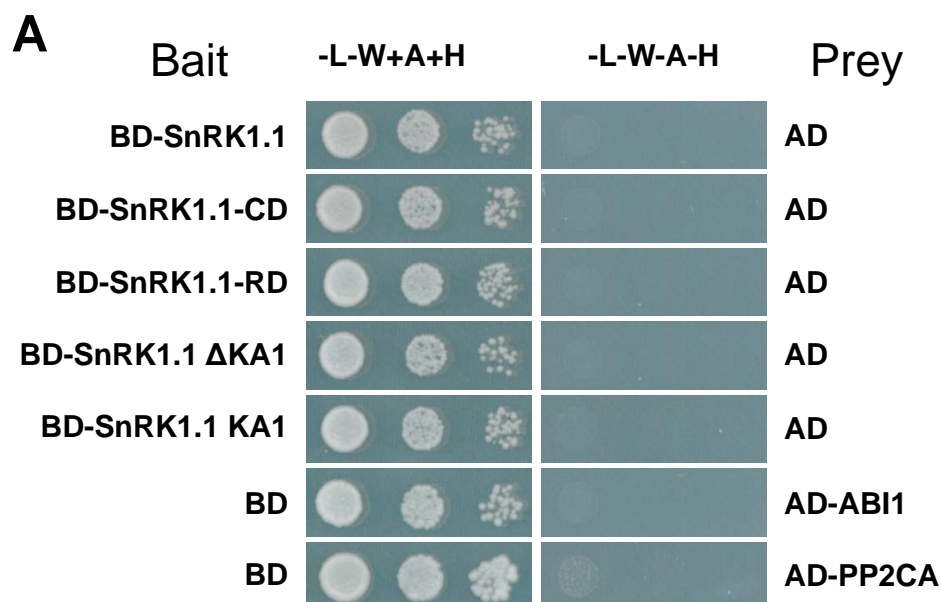 A
Bait -L-W+A+H -L-W-A-H Prey
BD-SnRK1.1 AD
BD-SnRK1.1-CD AD
BD-SnRK1.1-RD AD
BD-SnRK1.1 ΔKA1 AD
BD-SnRK1.1 KA1 AD
BD AD-ABI1
BD AD-PP2CA